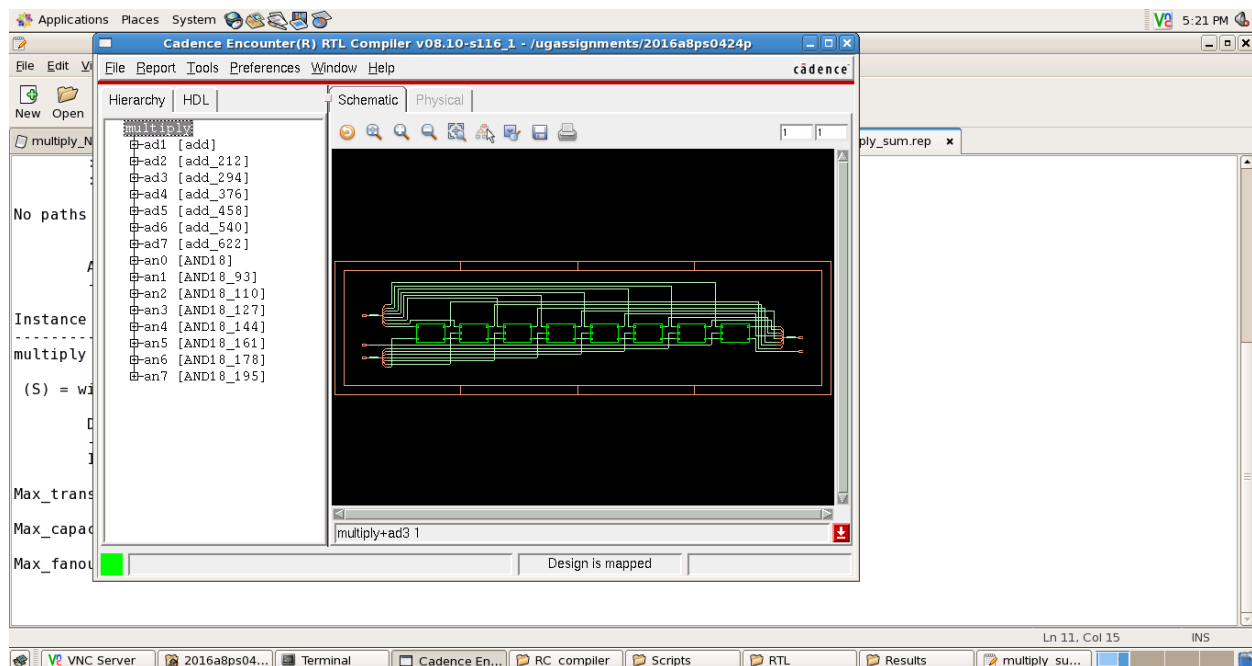 Applications Places System 5:21 PM
Cadence Encounter(R) RTL Compiler v08.10-s116_1 - /ugassignments/2016a8ps0424p
File Edit Vi
File Report Tools Preferences Window Help
cādence
New Open
Hierarchy HDL
Schematic Physical
1 1
multiply_N
ply_sum.rep
multiply
ad1 [add]
ad2 [add_212]
ad3 [add_294]
ad4 [add_376]
ad5 [add_458]
ad6 [add_540]
ad7 [add_622]
an0 [AND18]
an1 [AND18_93]
an2 [AND18_110]
an3 [AND18_127]
an4 [AND18_144]
an5 [AND18_161]
an6 [AND18_178]
an7 [AND18_195]
No paths
Instance
----------
multiply
(S) = wi
Max_trans
Max_capac
Max_fanou
multiply+ad3 1
Design is mapped
Ln 11, Col 15 INS
VNC Server 2016a8ps04... Terminal Cadence En... RC_compiler Scripts RTL Results multiply_su...